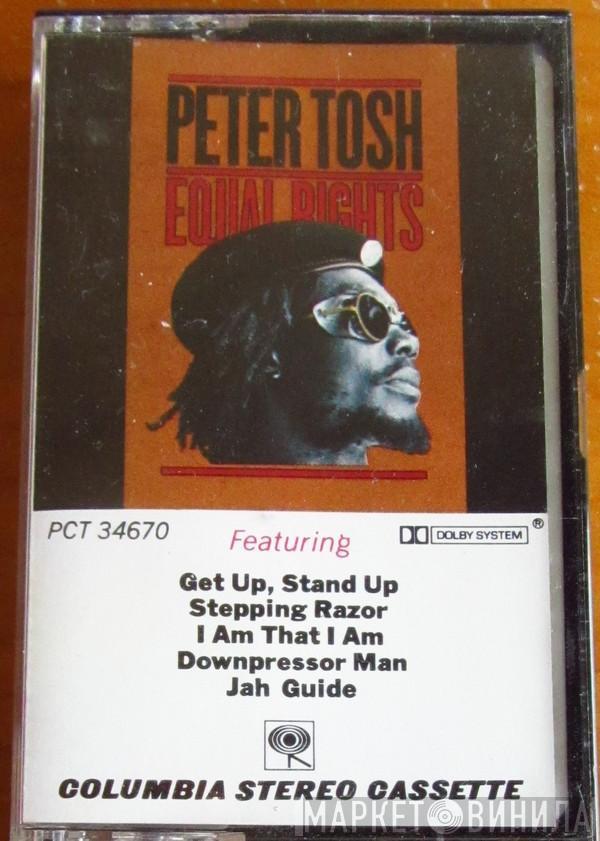 PETER TOSH
EQUAL RIGHTS
PCT 34670
Featuring
DOLBY SYSTEM ®
Get Up, Stand Up
Stepping Razor
I Am That I Am
Downpressor Man
Jah Guide
COLUMBIA STEREO CASSETTE
МАРКЕТ ВИНИЛА